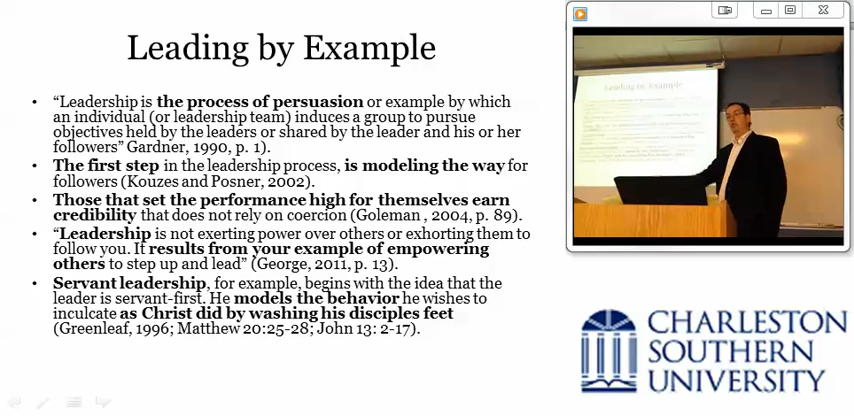 Leading by Example
• “Leadership is the process of persuasion or example by which
an individual (or leadership team) induces a group to pursue
objectives held by the leaders or shared by the leader and his or her
followers” Gardner, 1990, p. 1).
• The first step in the leadership process, is modeling the way for
followers (Kouzes and Posner, 2002).
• Those that set the performance high for themselves earn
credibility that does not rely on coercion (Goleman , 2004, p. 89).
• “Leadership is not exerting power over others or exhorting them to
follow you. If results from your example of empowering
others to step up and lead” (George, 2011, p. 13).
• Servant leadership, for example, begins with the idea that the
leader is servant-first. He models the behavior he wishes to
inculcate as Christ did by washing his disciples feet
(Greenleaf, 1996; Matthew 20:25-28; John 13: 2-17).
Leading by Example
CHARLESTON
SOUTHERN
UNIVERSITY